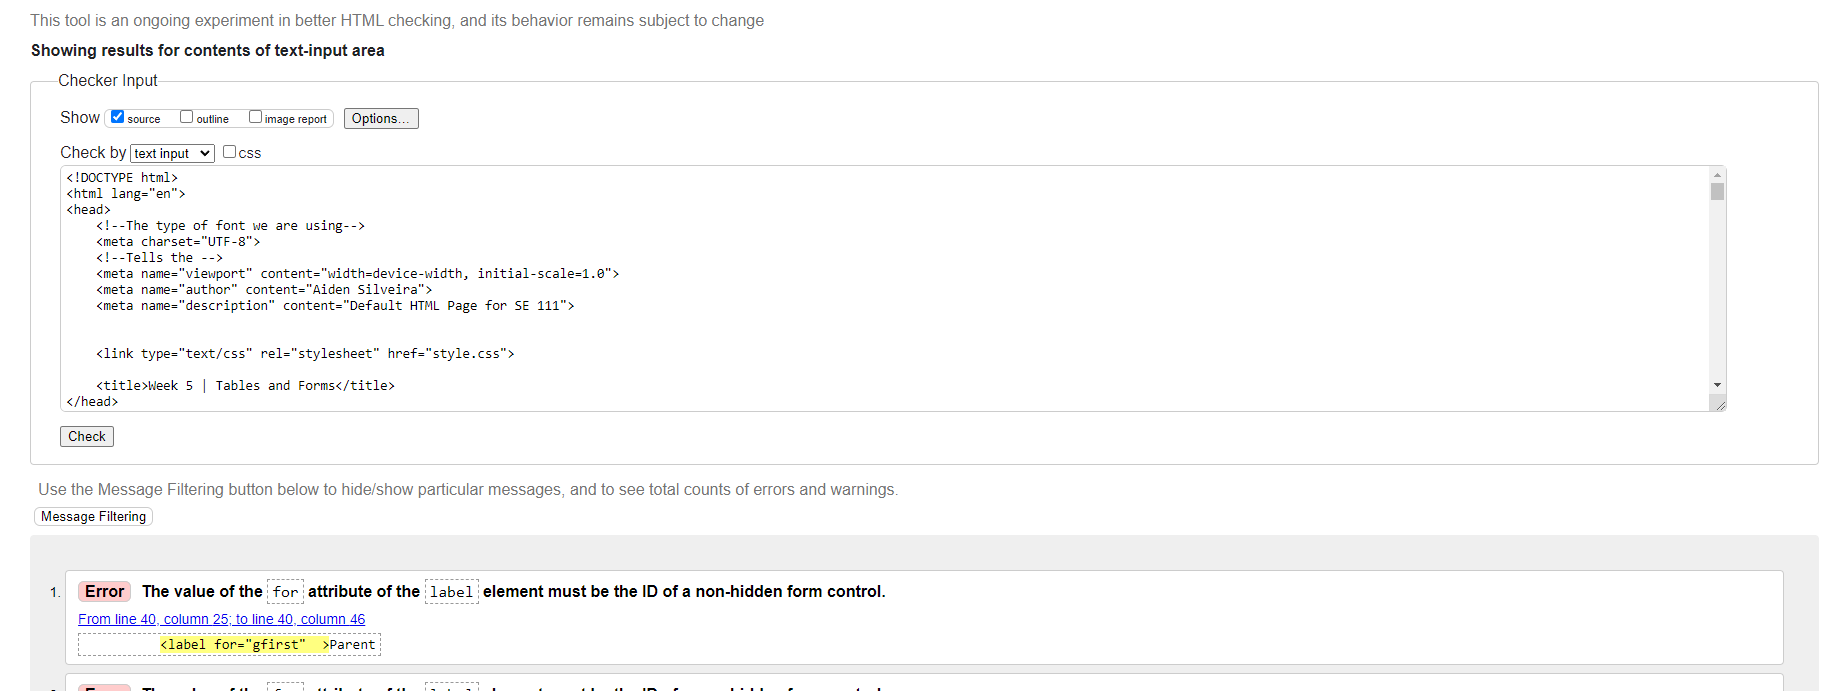 This tool is an ongoing experiment in better HTML checking, and its behavior remains subject to change
Showing results for contents of text-input area
Checker Input
Show source outline image report Options...
Check by text input css
<!DOCTYPE html>
<html lang="en">
<head>
    <!--The type of font we are using-->
    <meta charset="UTF-8">
    <!--Tells the -->
    <meta name="viewport" content="width=device-width, initial-scale=1.0">
    <meta name="author" content="Aiden Silveira">
    <meta name="description" content="Default HTML Page for SE 111">
    <link type="text/css" rel="stylesheet" href="style.css">
    <title>Week 5 | Tables and Forms</title>
</head>
Check
Use the Message Filtering button below to hide/show particular messages, and to see total counts of errors and warnings.
Message Filtering
1. Error The value of the for attribute of the label element must be the ID of a non-hidden form control.
From line 40, column 25; to line 40, column 46
<label for="gfirst"  >Parent